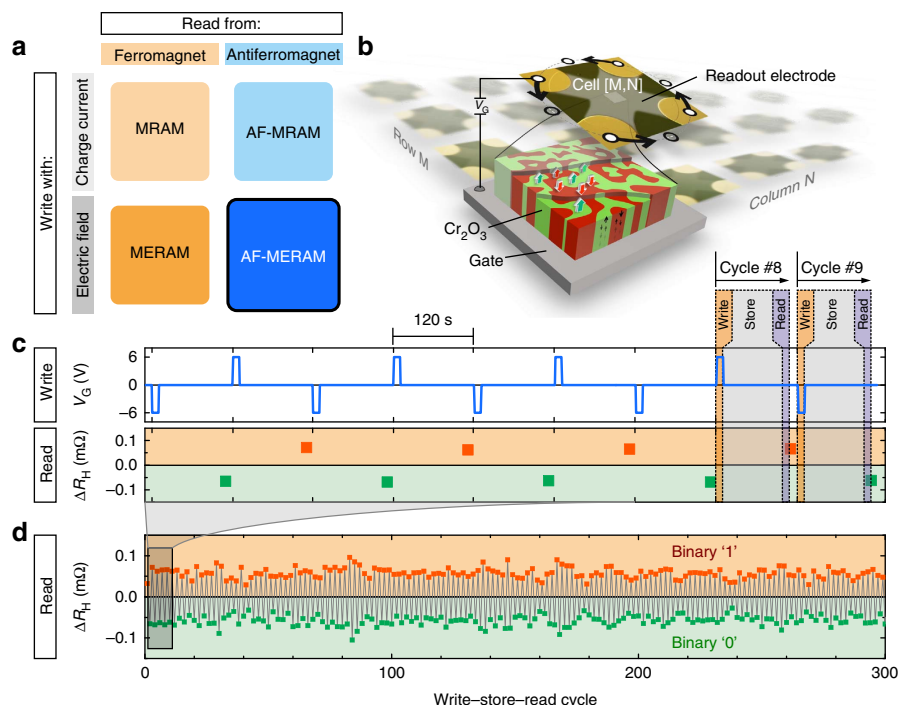 Read from:
a
Ferromagnet
Antiferromagnet
Write with:
Charge current
Electric field
MRAM
AF-MRAM
MERAM
AF-MERAM
b
Cell [M,N]
Readout electrode
V_G
Row M
Column N
Cr₂O₃
Gate
Cycle #8
Cycle #9
Write
Store
Read
Write
Store
Read
c
120 s
Write
V_G (V)
6
0
−6
Read
ΔR_H (mΩ)
0.1
0.0
−0.1
d
Read
ΔR_H (mΩ)
0.1
0.0
−0.1
Binary ‘1’
Binary ‘0’
0
100
200
300
Write–store–read cycle